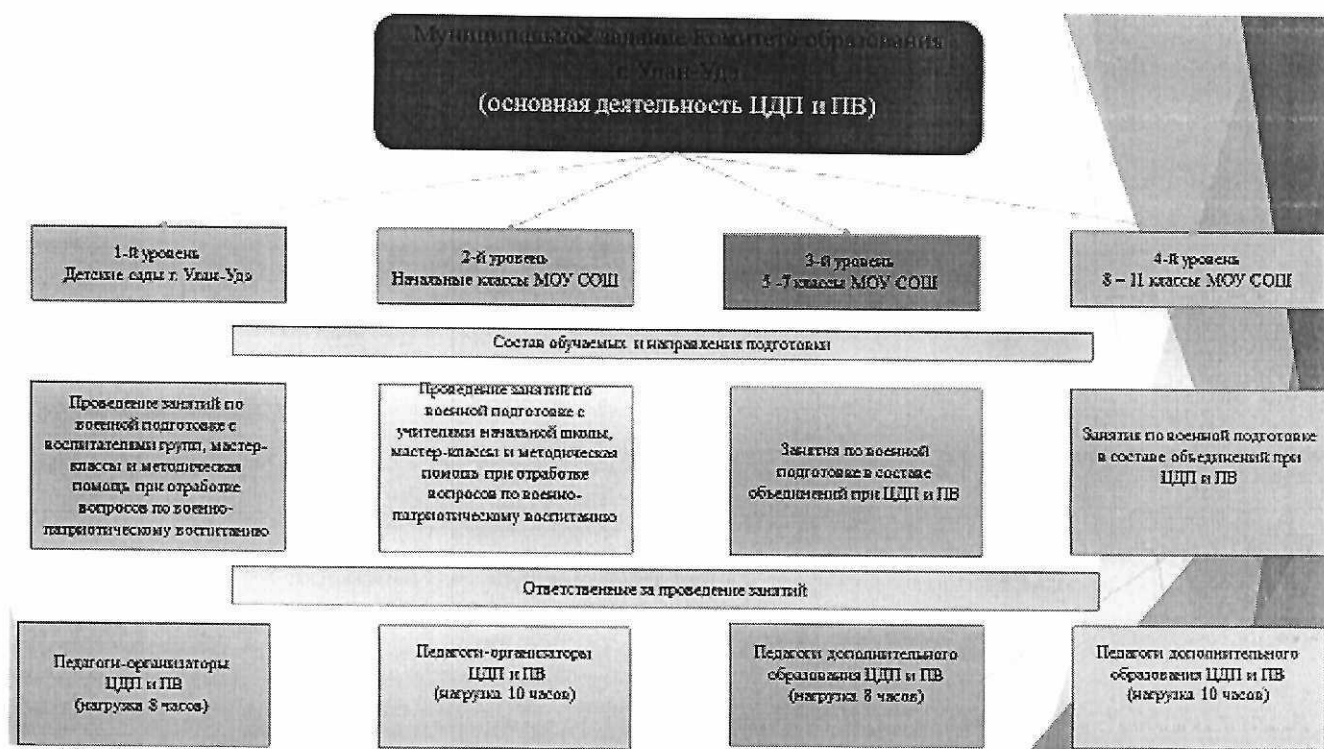 Муниципальное задание Комитета образования
г. Улан-Удэ
(основная деятельность ЦДП и ПВ)
1-й уровень
Детские сады г. Улан-Удэ
2-й уровень
Начальные классы МОУ СОШ
3-й уровень
5 -7 классы МОУ СОШ
4-й уровень
8 – 11 классы МОУ СОШ
Состав обучаемых и направления подготовки
Проведение занятий по
военной подготовке с
воспитателями групп, мастер-
классы и методическая
помощь при отработке
вопросов по военно-
патриотическому воспитанию
Проведение занятий по
военной подготовке с
учителями начальной школы,
мастер-классы и методическая
помощь при отработке
вопросов по военно-
патриотическому воспитанию
Занятия по военной
подготовке в составе
объединений при ЦДП и ПВ
Занятия по военной подготовке
в составе объединений при
ЦДП и ПВ
Ответственные за проведение занятий
Педагоги-организаторы
ЦДП и ПВ
(нагрузка 8 часов)
Педагоги-организаторы
ЦДП и ПВ
(нагрузка 10 часов)
Педагоги дополнительного
образования ЦДП и ПВ
(нагрузка 8 часов)
Педагоги дополнительного
образования ЦДП и ПВ
(нагрузка 10 часов)